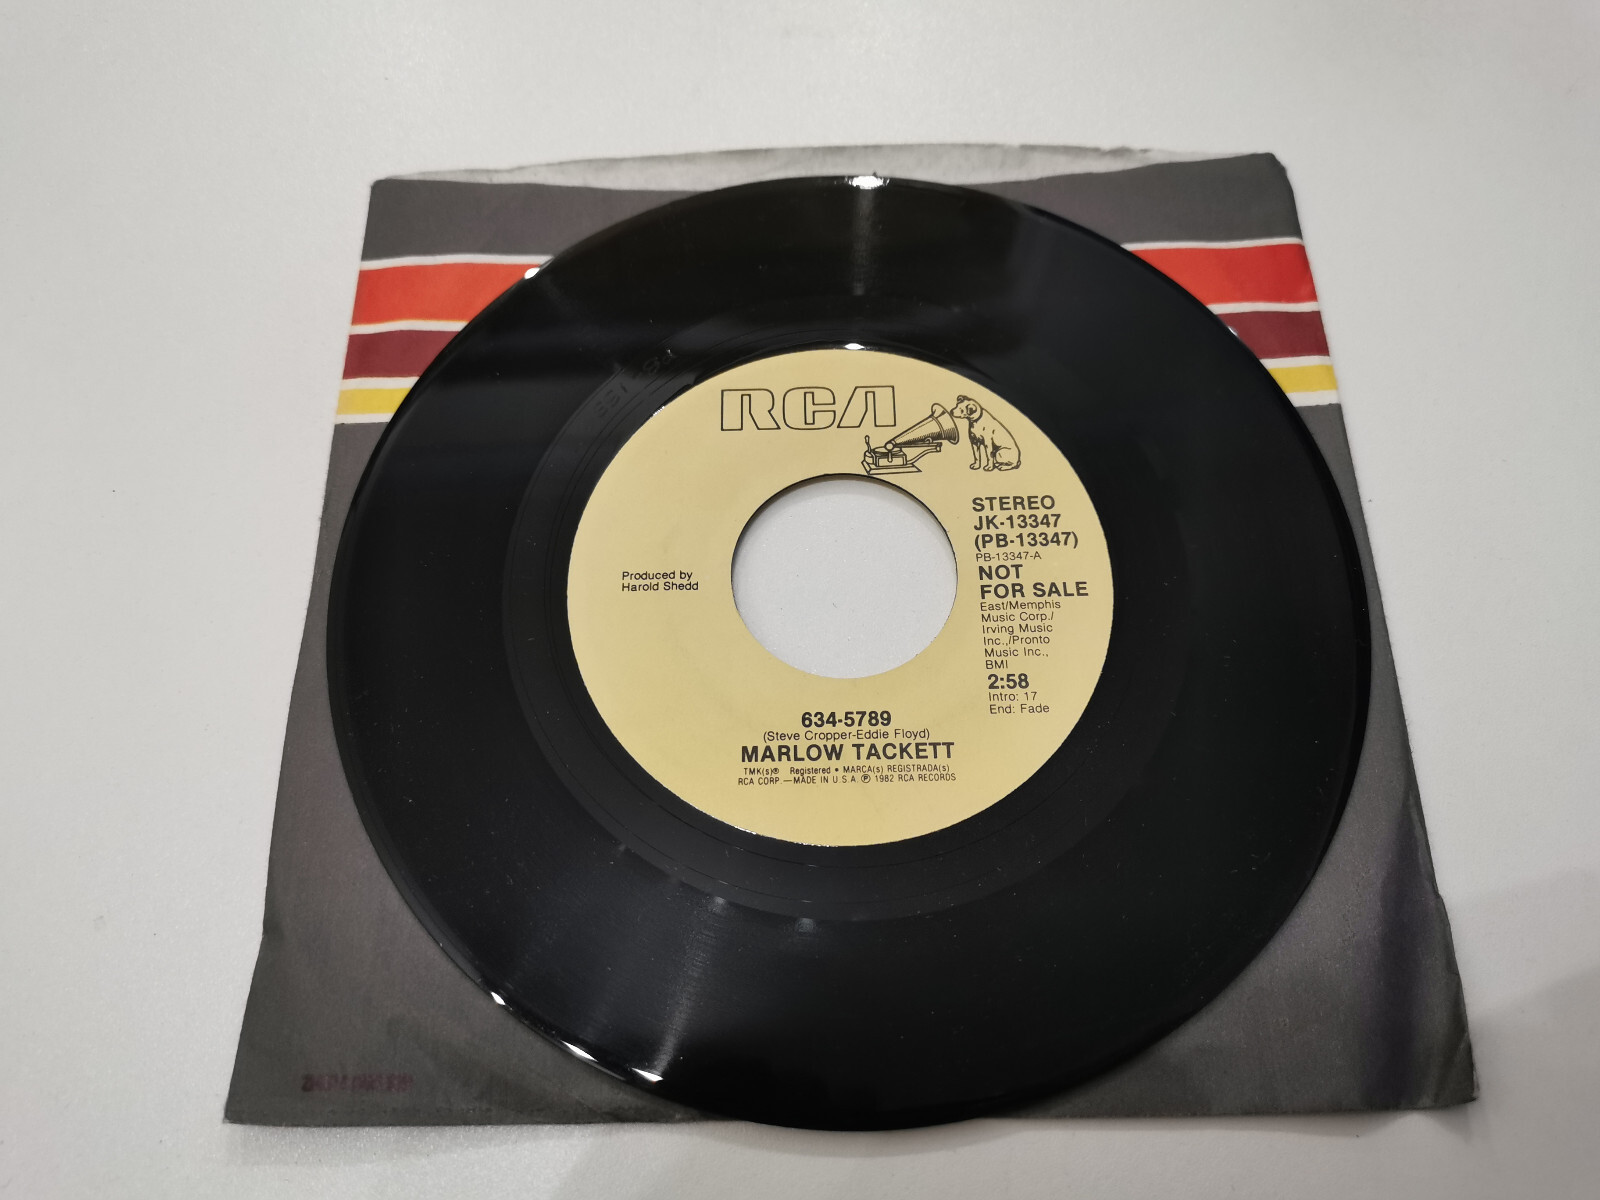 RCA
STEREO
JK-13347
(PB-13347)
PB-13347-A
NOT
FOR SALE
East/Memphis
Music Corp./
Irving Music
Inc.,/Pronto
Music Inc.,
BMI
2:58
Intro: 17
End: Fade
Produced by
Harold Shedd
634-5789
(Steve Cropper-Eddie Floyd)
MARLOW TACKETT
TMK(s)® Registered • MARCA(s) REGISTRADA(s)
RCA CORP.—MADE IN U.S.A. ℗ 1982 RCA RECORDS